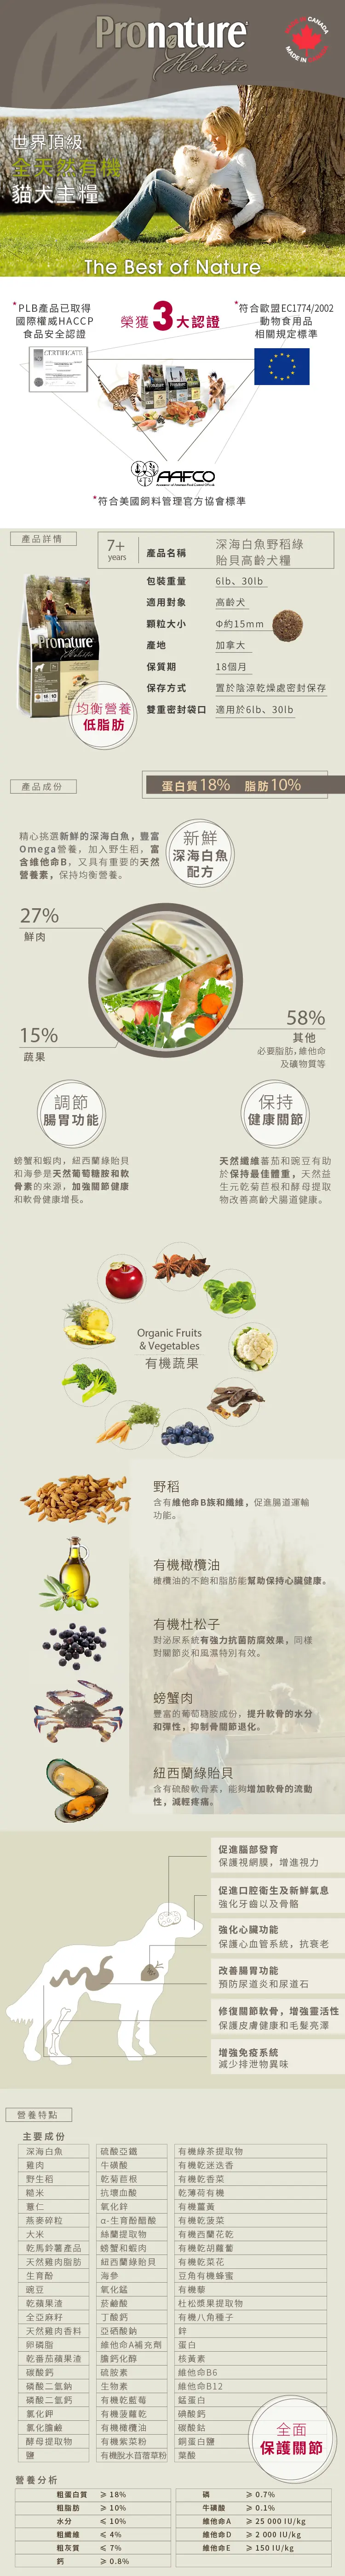 Pronature
Holistic
CANADA
MADE IN
世界頂級
全天然有機
貓犬主糧
The Best of Nature
*PLB產品已取得
國際權威HACCP
食品安全認證
榮獲3大認證
*符合歐盟EC1774/2002
動物食用品
相關規定標準
CERTIFICATE
AAFCO
*符合美國飼料管理官方協會標準
產品詳情
7+
years
產品名稱
深海白魚野稻綠
貽貝高齡犬糧
包裝重量 6lb、30lb
適用對象 高齡犬
顆粒大小 Φ約15mm
產地 加拿大
保質期 18個月
保存方式 置於陰涼乾燥處密封保存
雙重密封袋口 適用於6lb、30lb
Pronature
Holistic
均衡營養
低脂肪
產品成份
蛋白質18% 脂肪10%
精心挑選新鮮的深海白魚，豐富
Omega營養，加入野生稻，富
含維他命B，又具有重要的天然
營養素，保持均衡營養。
新鮮
深海白魚
配方
27%
鮮肉
15%
蔬果
58%
其他
必要脂肪，維他命
及礦物質等
調節
腸胃功能
保持
健康關節
螃蟹和蝦肉，紐西蘭綠貽貝
和海參是天然葡萄糖胺和軟
骨素的來源，加強關節健康
和軟骨健康增長。
天然纖維蕃茄和豌豆有助
於保持最佳體重，天然益
生元乾菊苣根和酵母提取
物改善高齡犬腸道健康。
Organic Fruits
& Vegetables
有機蔬果
野稻
含有維他命B族和纖維，促進腸道運輸
功能。
有機橄欖油
橄欖油的不飽和脂肪能幫助保持心臟健康。
有機杜松子
對泌尿系統有強力抗菌防腐效果，同樣
對關節炎和風濕特別有效。
螃蟹肉
豐富的葡萄糖胺成份，提升軟骨的水分
和彈性，抑制骨關節退化。
紐西蘭綠貽貝
含有硫酸軟骨素，能夠增加軟骨的流動
性，減輕疼痛。
促進腦部發育
保護視網膜，增進視力
促進口腔衛生及新鮮氣息
強化牙齒以及骨骼
強化心臟功能
保護心血管系統，抗衰老
改善腸胃功能
預防尿道炎和尿道石
修復關節軟骨，增強靈活性
保護皮膚健康和毛髮亮澤
增強免疫系統
減少排泄物異味
營養特點
主要成份
深海白魚 硫酸亞鐵 有機綠茶提取物
雞肉 牛磺酸 有機乾迷迭香
野生稻 乾菊苣根 有機乾香菜
糙米 抗壞血酸 乾薄荷有機
薏仁 氧化鋅 有機薑黃
燕麥碎粒 α-生育酚醋酸 有機乾菠菜
大米 絲蘭提取物 有機西蘭花乾
乾馬鈴薯產品 螃蟹和蝦肉 有機乾胡蘿蔔
天然雞肉脂肪 紐西蘭綠貽貝 有機乾菜花
生育酚 海參 豆角有機蜂蜜
豌豆 氧化錳 有機藜
乾蘋果渣 菸鹼酸 杜松漿果提取物
全亞麻籽 丁酸鈣 有機八角種子
天然雞肉香料 亞硒酸鈉 鋅
卵磷脂 維他命A補充劑 蛋白
乾番茄蘋果渣 膽鈣化醇 核黃素
碳酸鈣 硫胺素 維他命B6
磷酸二氫鈉 生物素 維他命B12
磷酸二氫鈣 有機乾藍莓 錳蛋白
氯化鉀 有機菠蘿乾 碘酸鈣
氯化膽鹼 有機橄欖油 碳酸鈷
酵母提取物 有機紫菜粉 銅蛋白鹽
鹽 有機脫水苜蓿草粉 葉酸
全面
保護關節
營養分析
粗蛋白質 ≥ 18% 磷 ≥ 0.7%
粗脂肪 ≥ 10% 牛磺酸 ≥ 0.1%
水分 ≤ 10% 維他命A ≥ 25 000 IU/kg
粗纖維 ≤ 4% 維他命D ≥ 2 000 IU/kg
粗灰質 ≤ 7% 維他命E ≥ 150 IU/kg
鈣 ≥ 0.8%